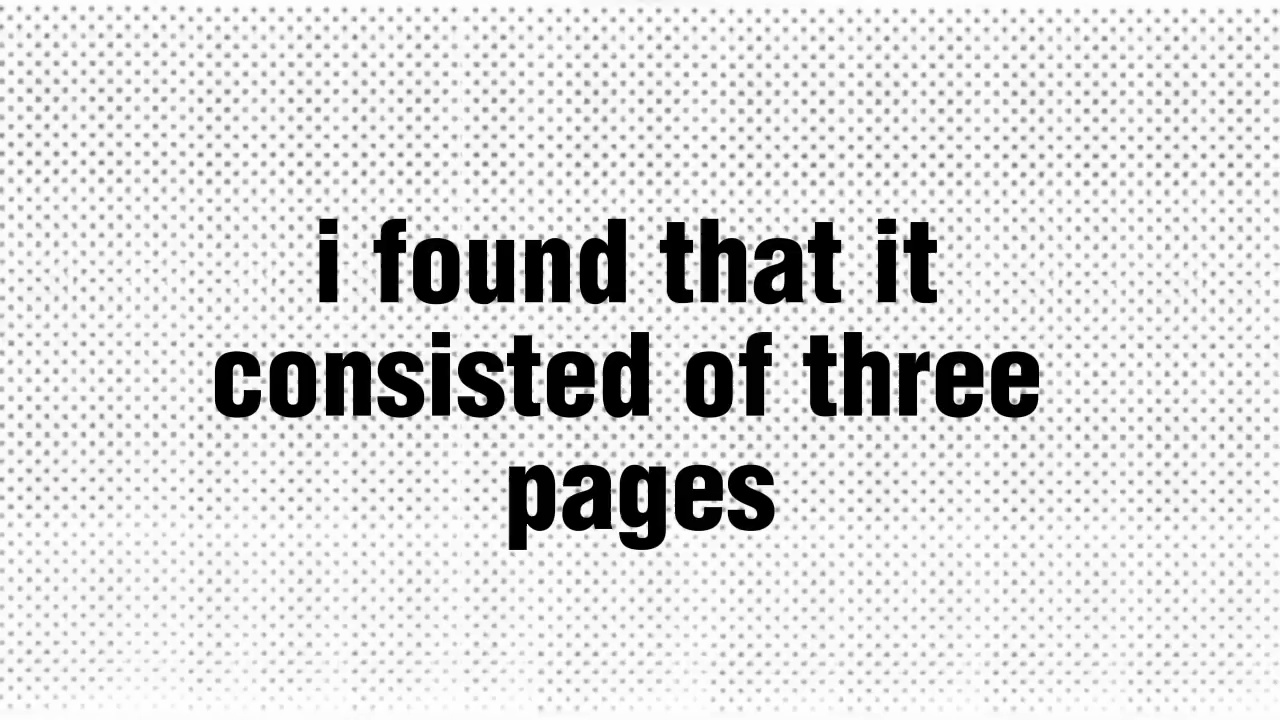 i found that it
consisted of three
pages